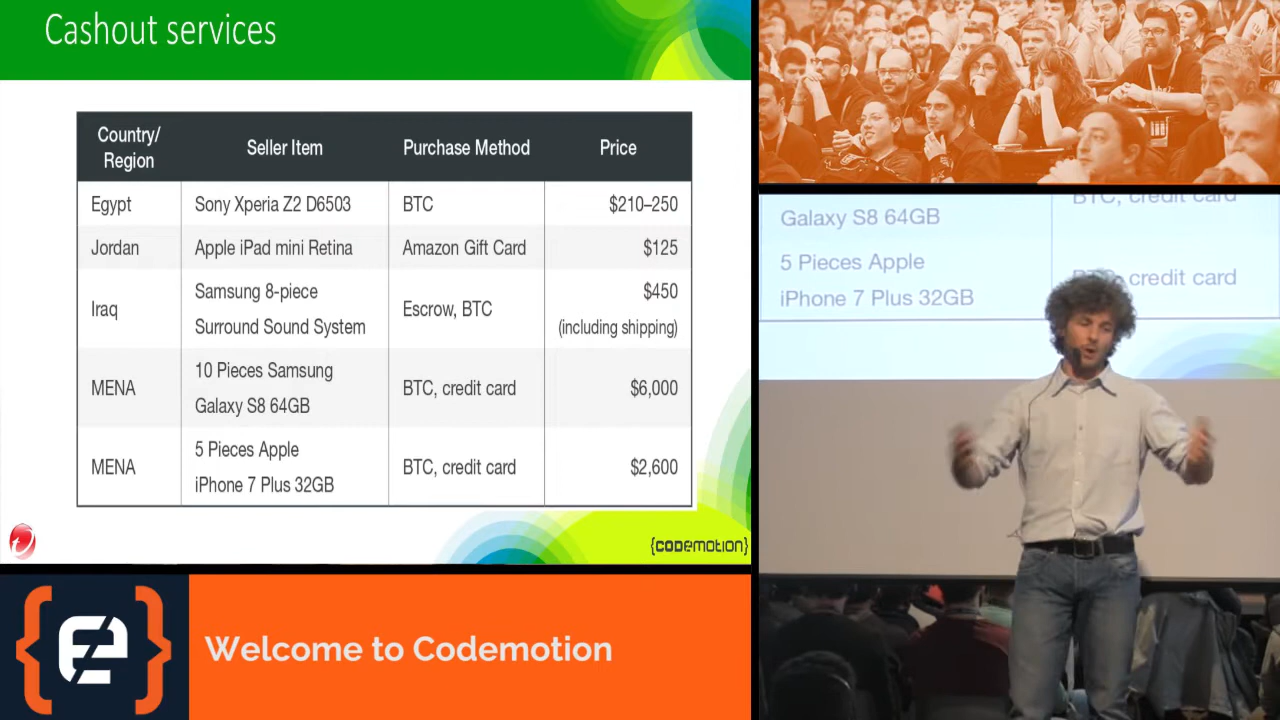 Cashout services
Country/
Region
Seller Item
Purchase Method
Price
Egypt
Sony Xperia Z2 D6503
BTC
$210–250
Jordan
Apple iPad mini Retina
Amazon Gift Card
$125
Iraq
Samsung 8-piece
Surround Sound System
Escrow, BTC
$450
(including shipping)
MENA
10 Pieces Samsung
Galaxy S8 64GB
BTC, credit card
$6,000
MENA
5 Pieces Apple
iPhone 7 Plus 32GB
BTC, credit card
$2,600
{CODEMOTION}
Welcome to Codemotion
BTC, credit card
Galaxy S8 64GB
5 Pieces Apple
iPhone 7 Plus 32GB
BTC, credit card